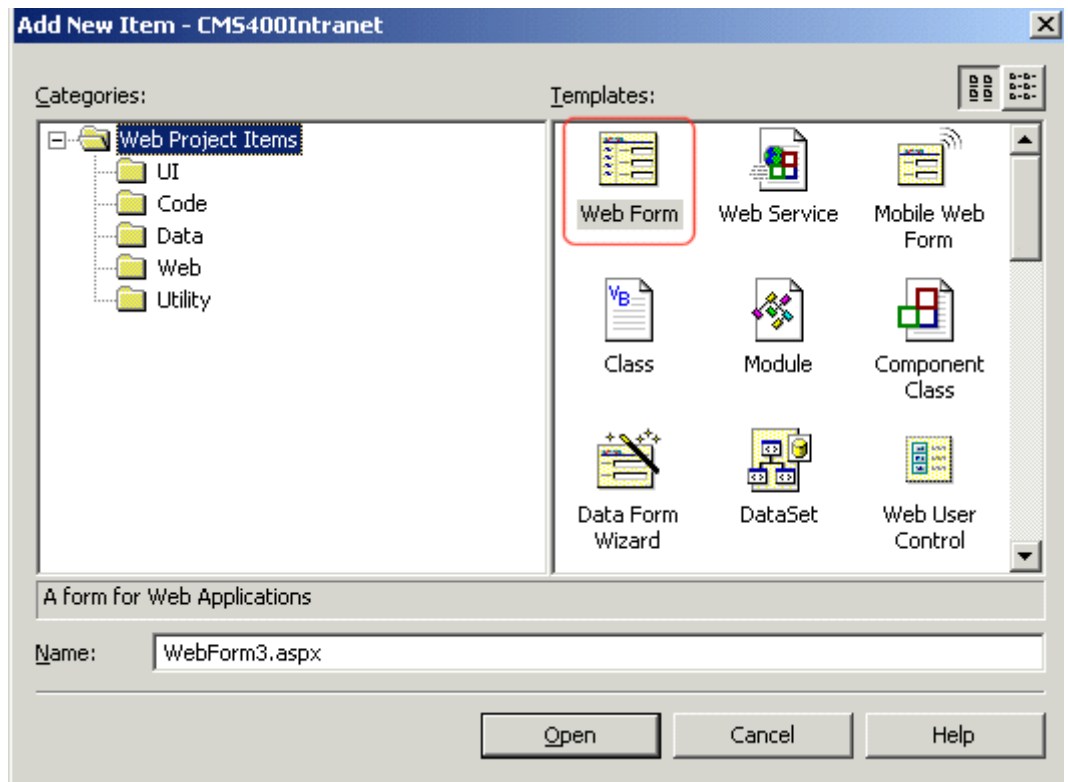 Add New Item - CMS400Intranet
Categories:
Templates:
Web Project Items
UI
Code
Data
Web
Utility
Web Form
Web Service
Mobile Web
Form
VB
Class
Module
Component
Class
Data Form
Wizard
DataSet
Web User
Control
A form for Web Applications
Name:
WebForm3.aspx
Open
Cancel
Help